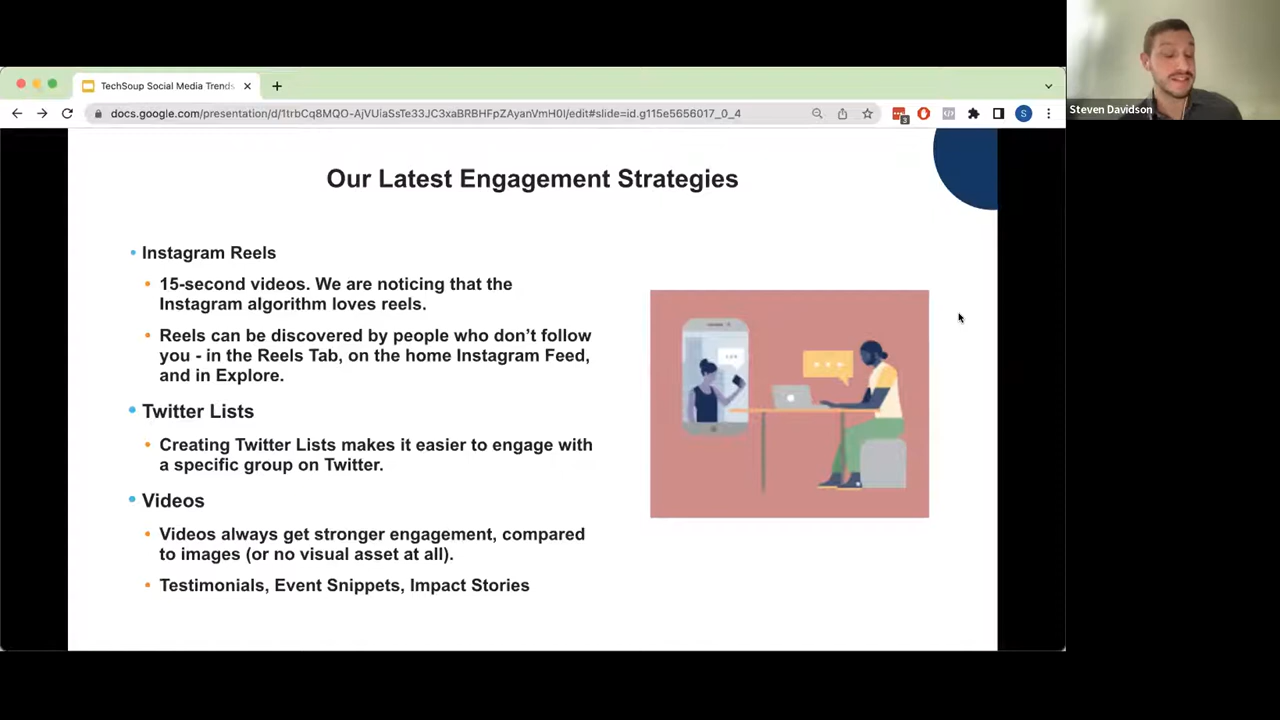 TechSoup Social Media Trends
docs.google.com/presentation/d/1trbCq8MQO-AjVUiaSsTe33JC3xaBRBHFpZAyanVmH0I/edit#slide=id.g115e5656017_0_4
3
S
Steven Davidson
Our Latest Engagement Strategies
• Instagram Reels
• 15-second videos. We are noticing that the
Instagram algorithm loves reels.
• Reels can be discovered by people who don’t follow
you - in the Reels Tab, on the home Instagram Feed,
and in Explore.
• Twitter Lists
• Creating Twitter Lists makes it easier to engage with
a specific group on Twitter.
• Videos
• Videos always get stronger engagement, compared
to images (or no visual asset at all).
• Testimonials, Event Snippets, Impact Stories